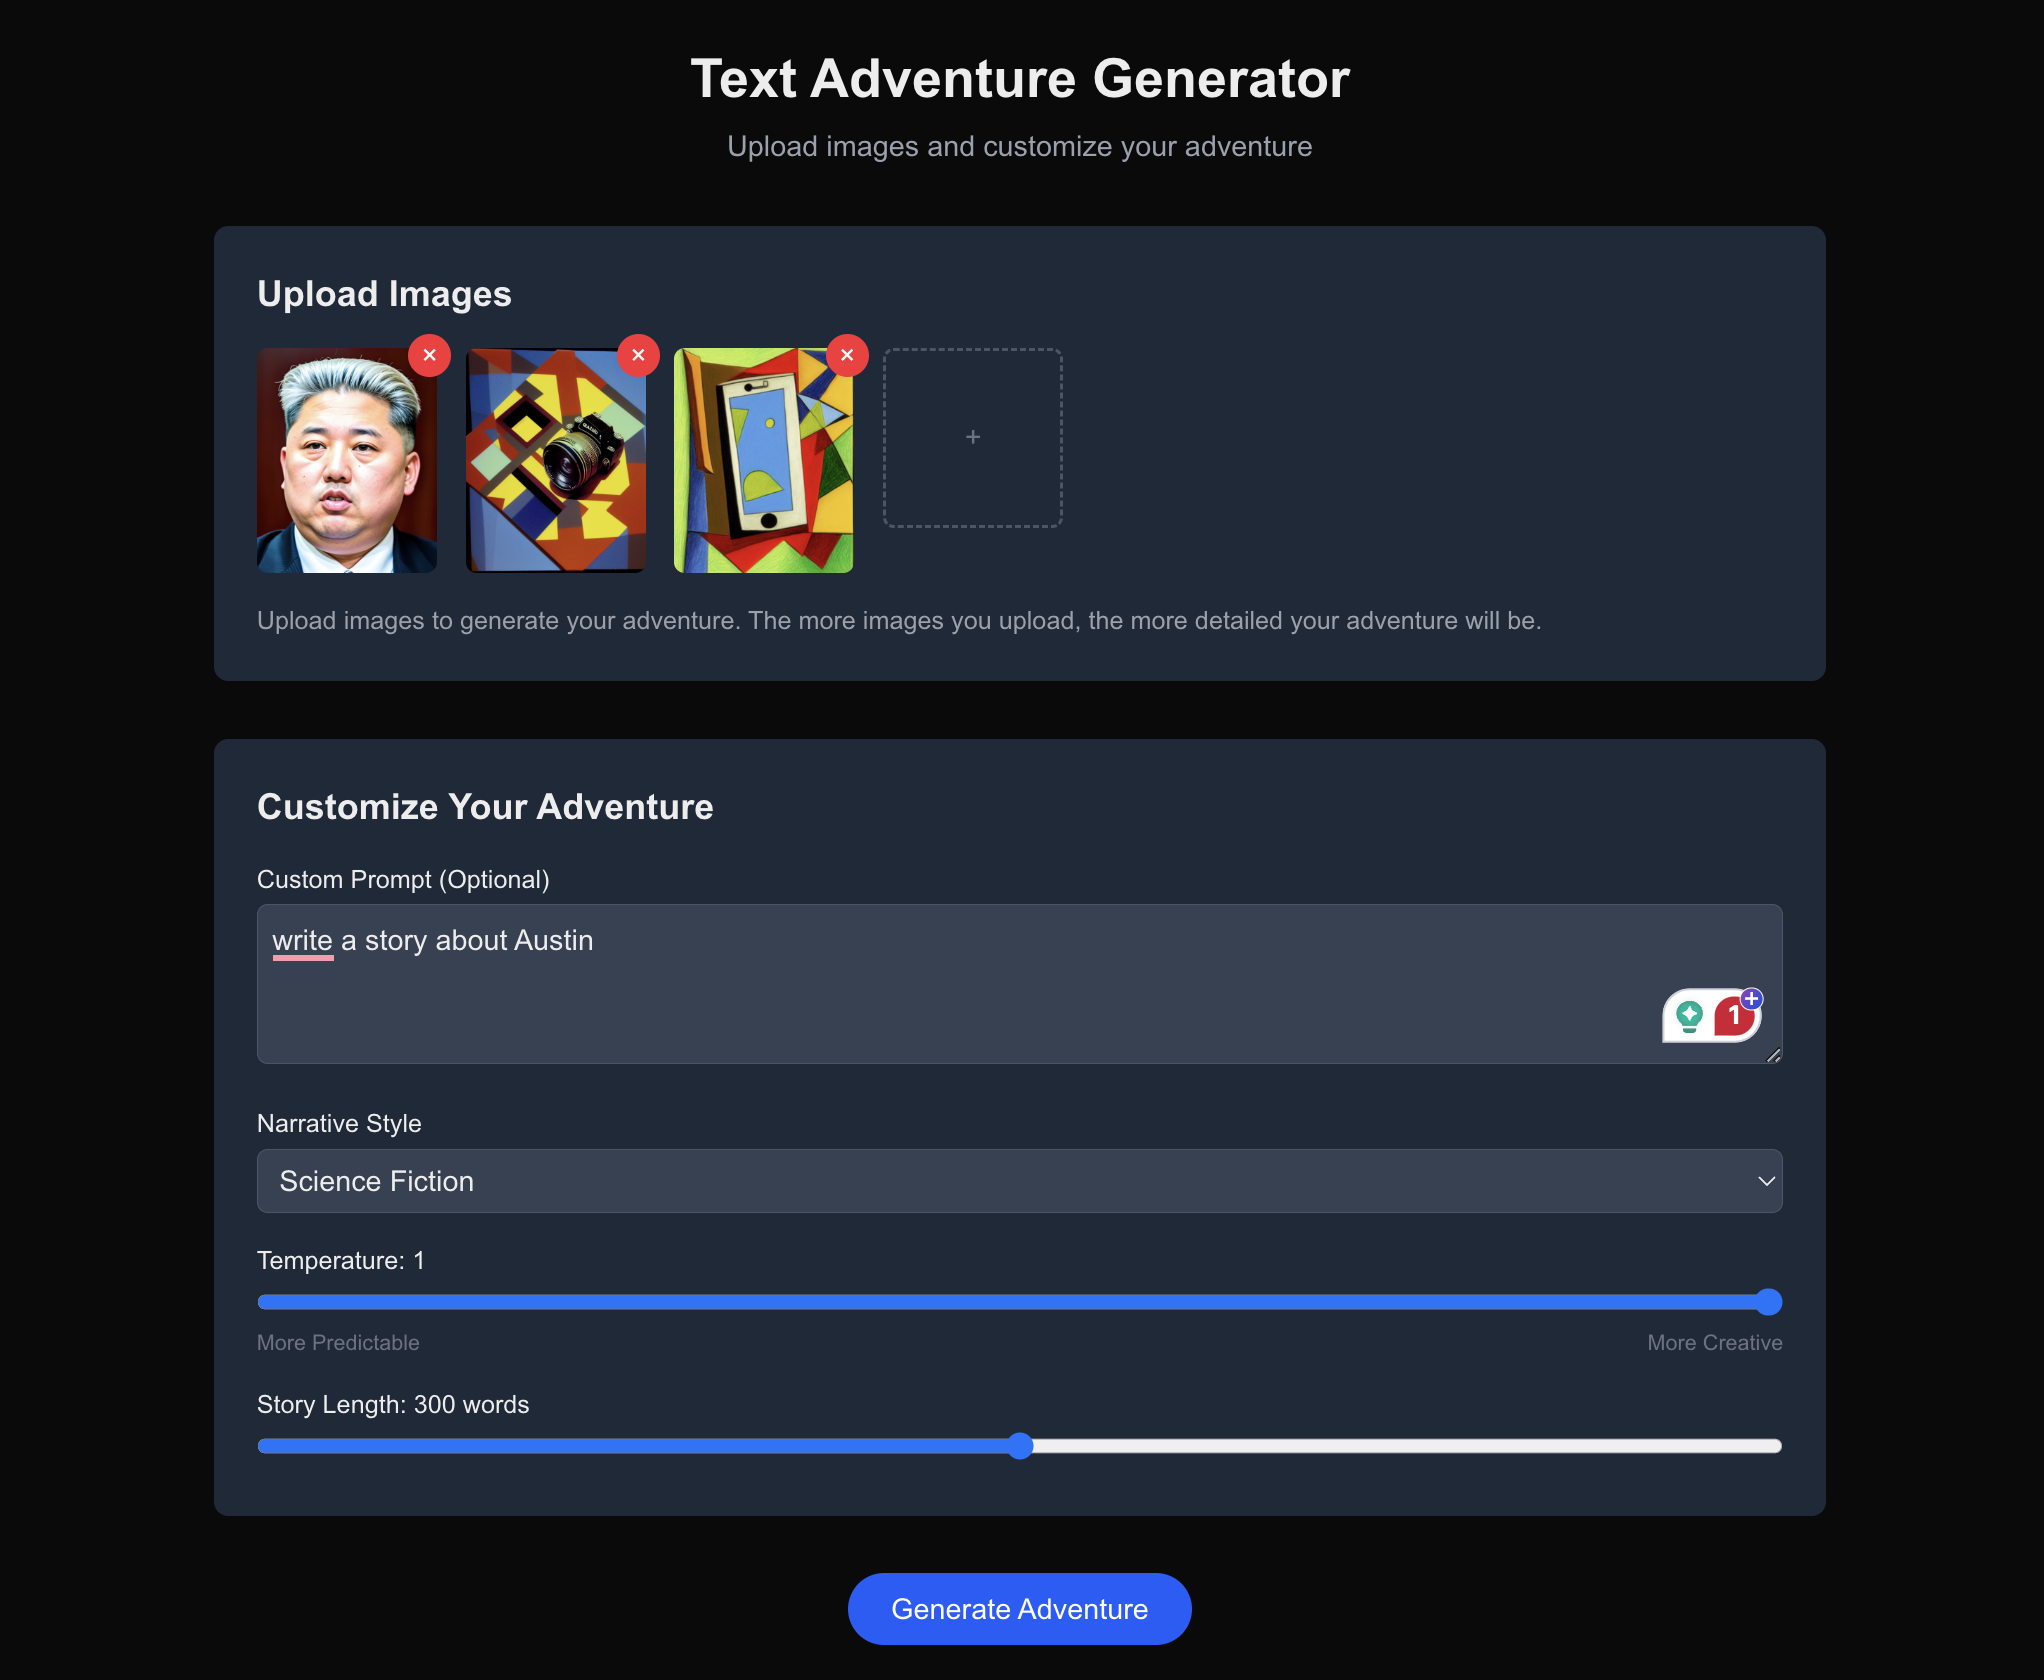 Text Adventure Generator
Upload images and customize your adventure
Upload Images
+
Upload images to generate your adventure. The more images you upload, the more detailed your adventure will be.
Customize Your Adventure
Custom Prompt (Optional)
write a story about Austin
1
Narrative Style
Science Fiction
Temperature: 1
More Predictable
More Creative
Story Length: 300 words
Generate Adventure